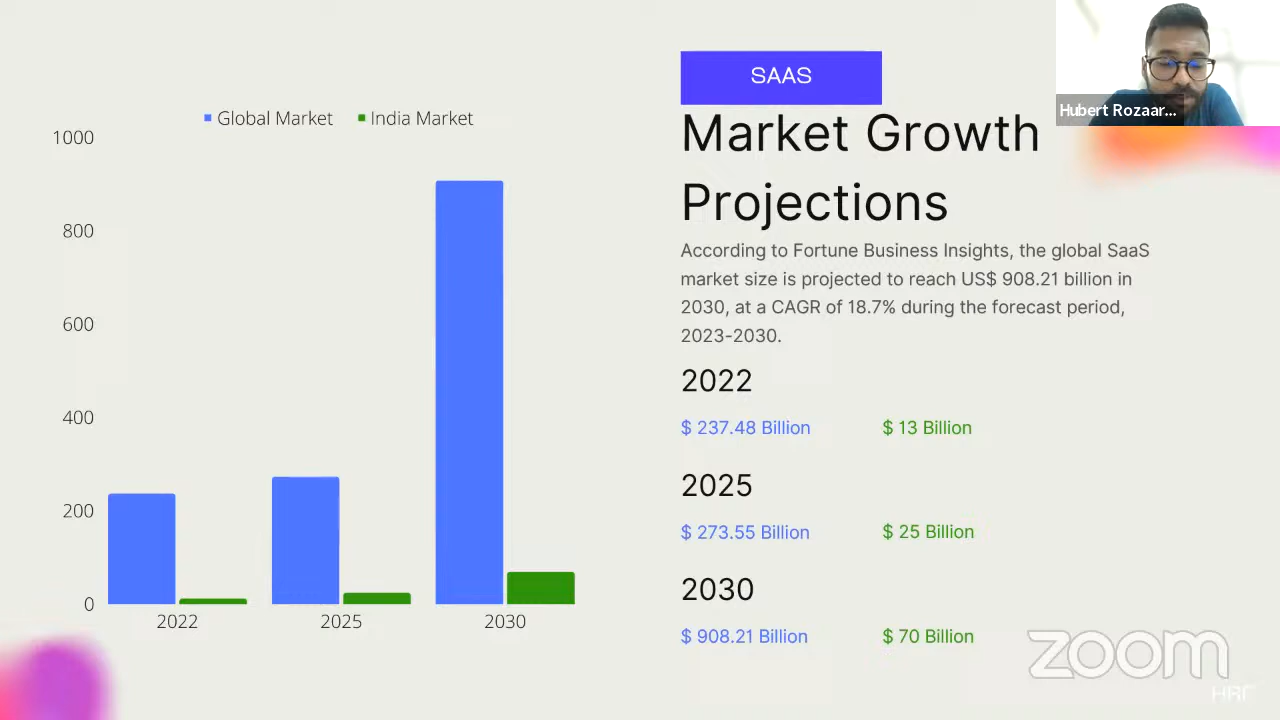 Global Market India Market
1000
800
600
400
200
0
2022 2025 2030
SAAS
Market Growth
Projections
According to Fortune Business Insights, the global SaaS
market size is projected to reach US$ 908.21 billion in
2030, at a CAGR of 18.7% during the forecast period,
2023-2030.
2022
$ 237.48 Billion $ 13 Billion
2025
$ 273.55 Billion $ 25 Billion
2030
$ 908.21 Billion $ 70 Billion
Hubert Rozaar...
zoom